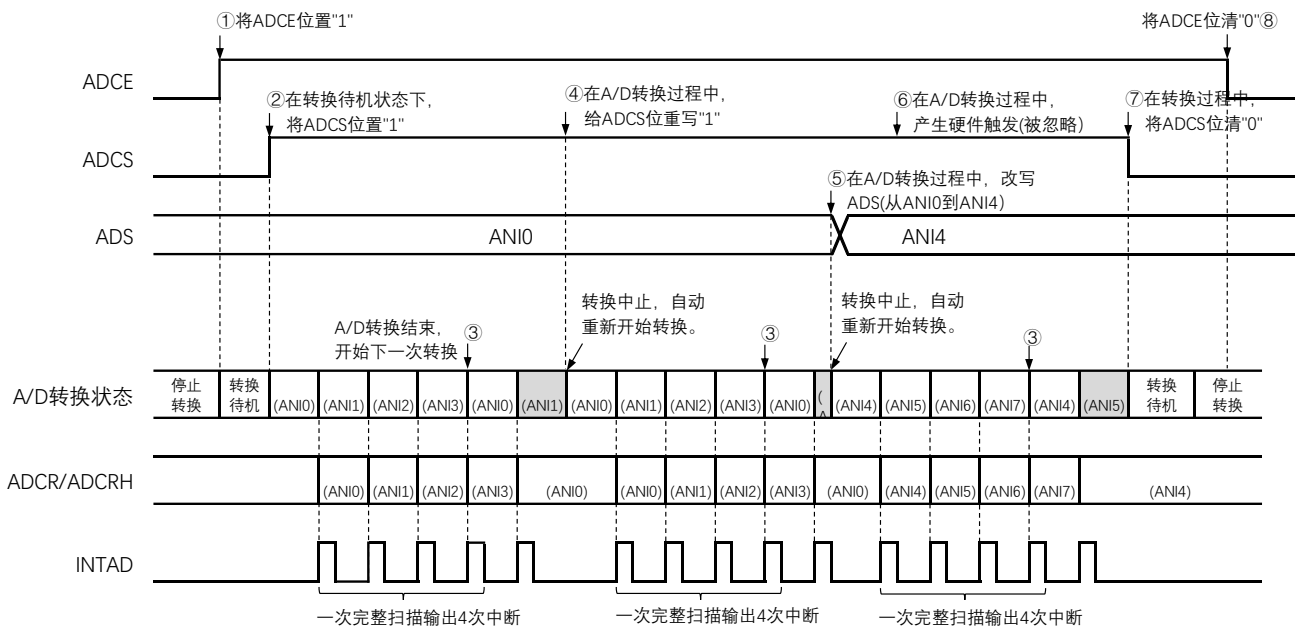 ①将ADCE位置"1"
将ADCE位清"0"⑧
ADCE
②在转换待机状态下，
将ADCS位置"1"
④在A/D转换过程中，
给ADCS位重写"1"
⑥在A/D转换过程中，
产生硬件触发(被忽略)
⑦在转换过程中，
将ADCS位清"0"
ADCS
⑤在A/D转换过程中，改写
ADS(从ANI0到ANI4)
ADS
ANI0
ANI4
A/D转换结束，
开始下一次转换
③
转换中止，自动
重新开始转换。
③
转换中止，自动
重新开始转换。
③
A/D转换状态
停止
转换
转换
待机
(ANI0) (ANI1) (ANI2) (ANI3) (ANI0) (ANI1) (ANI0) (ANI1) (ANI2) (ANI3) (ANI0) (ANI4) (ANI5) (ANI6) (ANI7) (ANI4) (ANI5)
转换
待机
停止
转换
ADCR/ADCRH
(ANI0) (ANI1) (ANI2) (ANI3) (ANI0) (ANI0) (ANI1) (ANI2) (ANI3) (ANI0) (ANI4) (ANI5) (ANI6) (ANI7) (ANI4)
INTAD
一次完整扫描输出4次中断
一次完整扫描输出4次中断
一次完整扫描输出4次中断